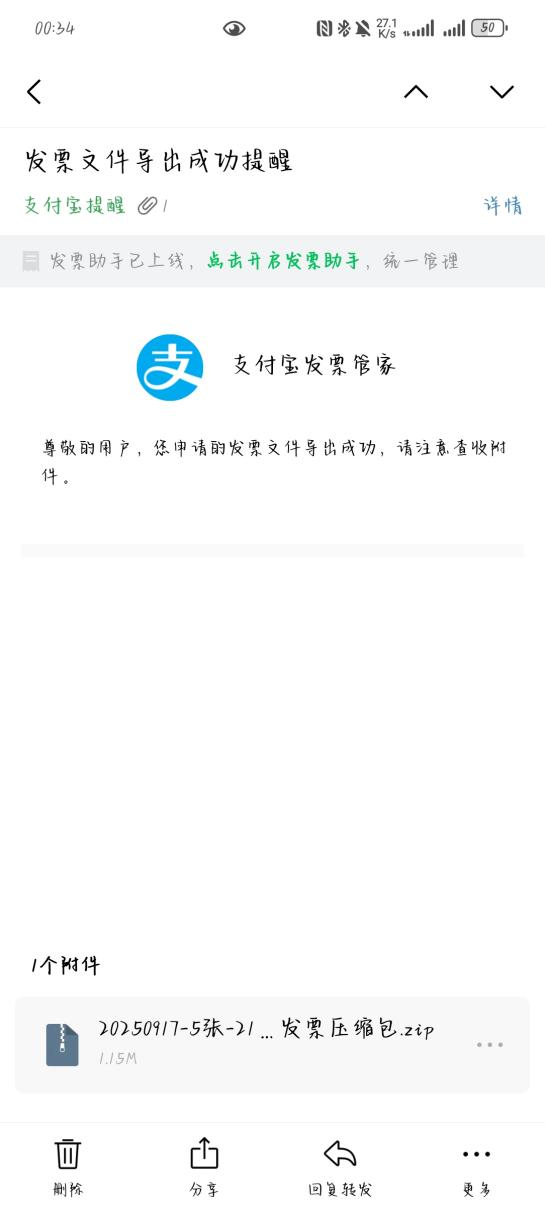 00:34
27.1
K/s
50
发票文件导出成功提醒
支付宝提醒 1 详情
发票助手已上线，点击开启发票助手，统一管理
支 支付宝发票管家
尊敬的用户，您申请的发票文件导出成功，请注意查收附
件。
1个附件
20250917-5张-21...发票压缩包.zip
1.15M
删除 分享 回复转发 更多